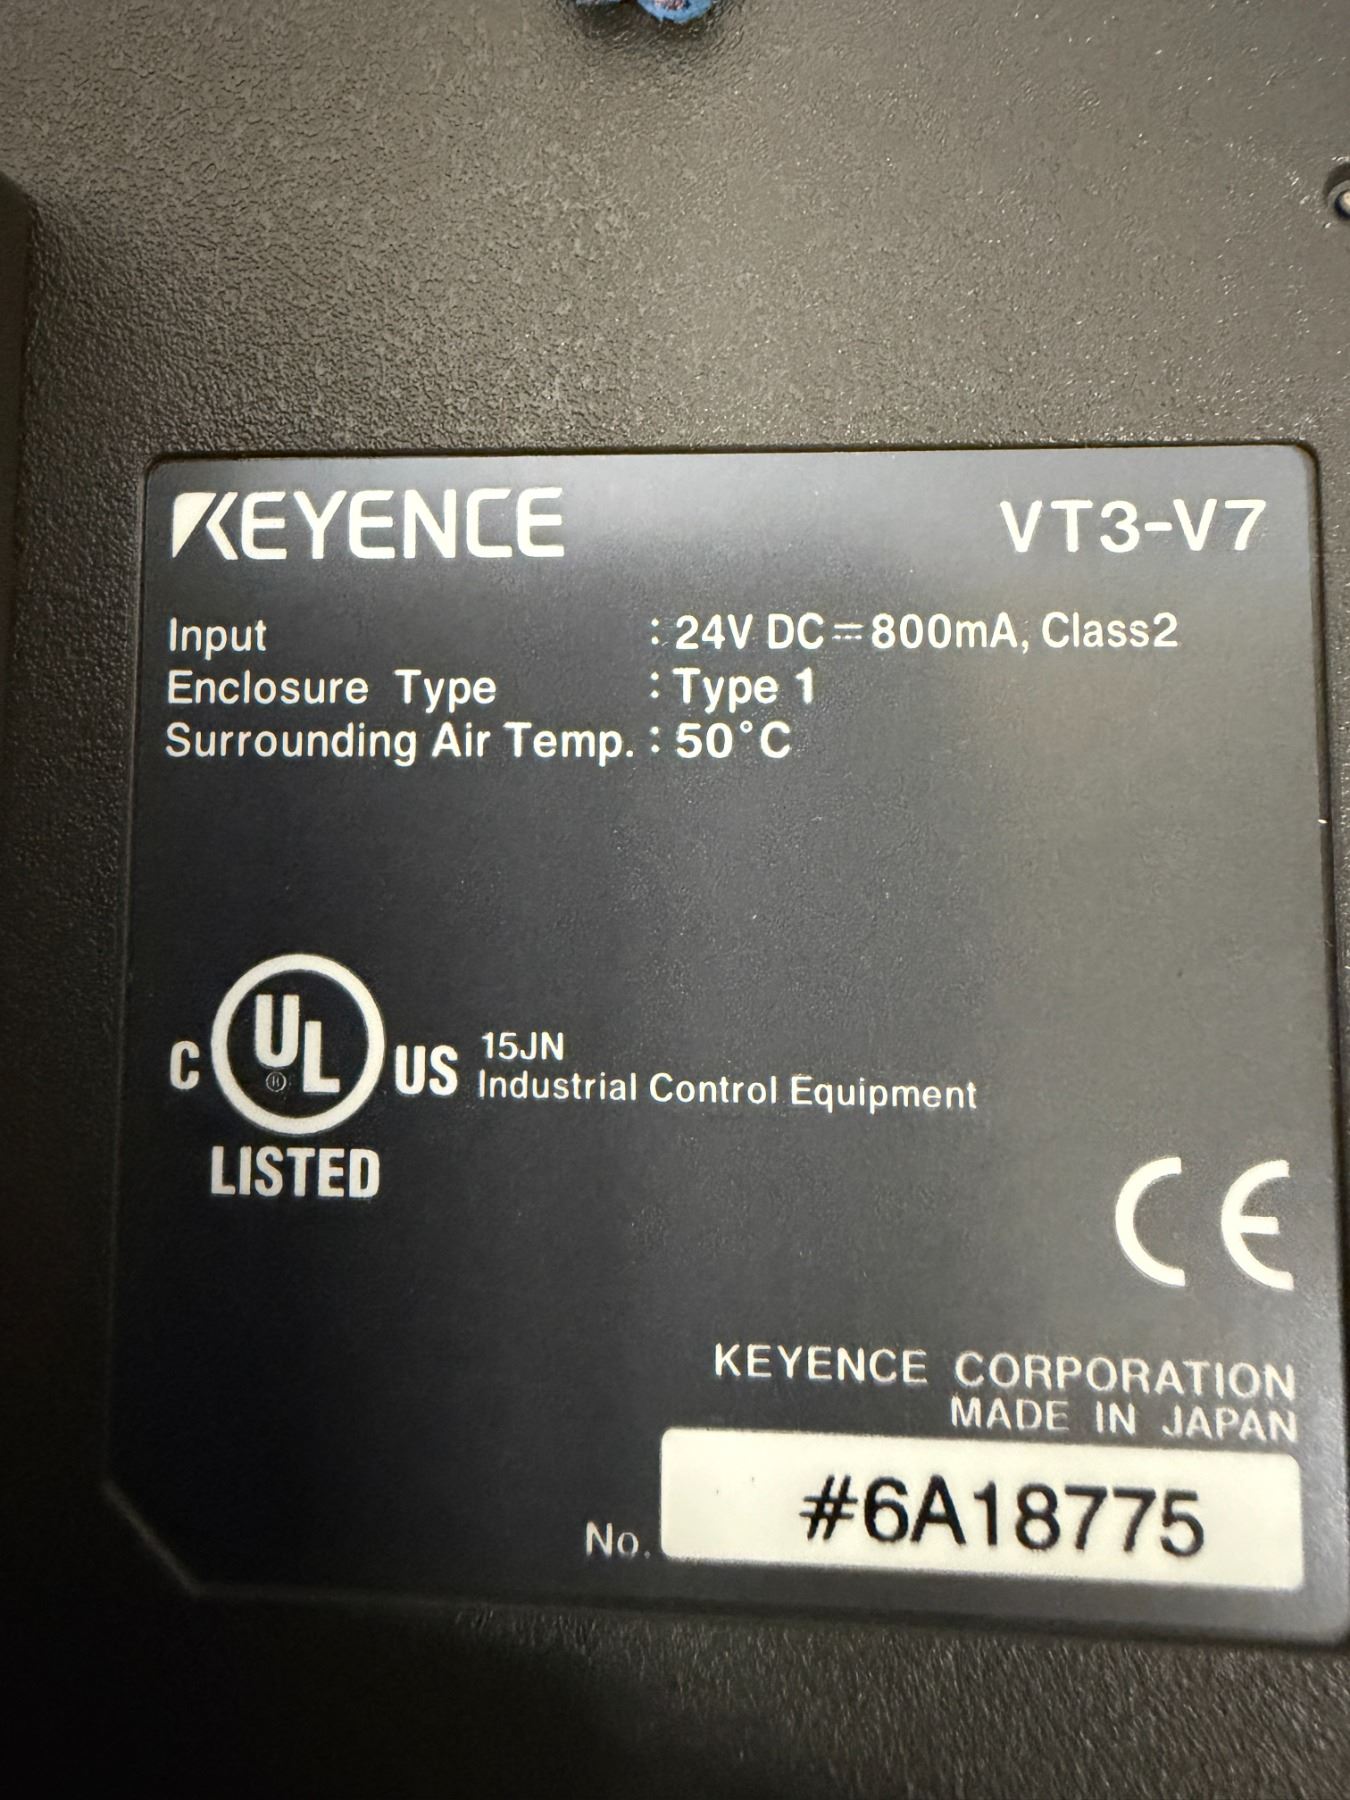 KEYENCE VT3-V7
Input : 24V DC⎓800mA, Class2
Enclosure Type : Type 1
Surrounding Air Temp. : 50°C
C UL® US 15JN
Industrial Control Equipment
LISTED
CE
KEYENCE CORPORATION
MADE IN JAPAN
No. #6A18775